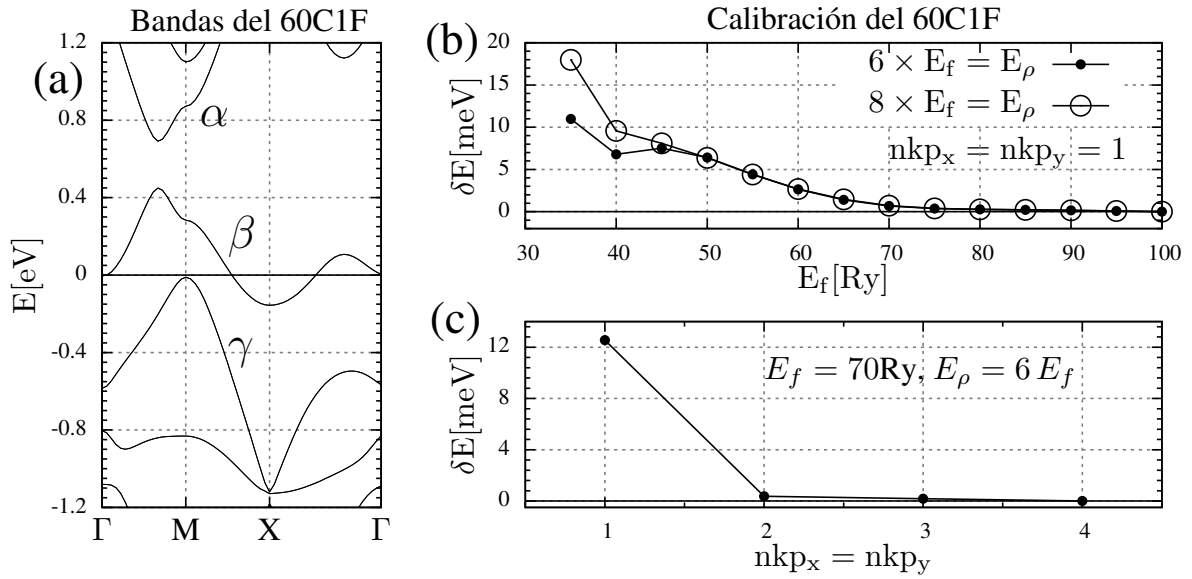 Bandas del 60C1F
(a)
E[eV]
1.2
0.8
0.4
0
-0.4
-0.8
-1.2
α
β
γ
Γ M X Γ
Calibración del 60C1F
(b)
δE[meV]
20
15
10
5
0
6 × E_f = E_ρ
8 × E_f = E_ρ
nkp_x = nkp_y = 1
30 40 50 60 70 80 90 100
E_f[Ry]
(c)
δE[meV]
12
8
4
0
E_f = 70Ry, E_ρ = 6 E_f
1 2 3 4
nkp_x = nkp_y